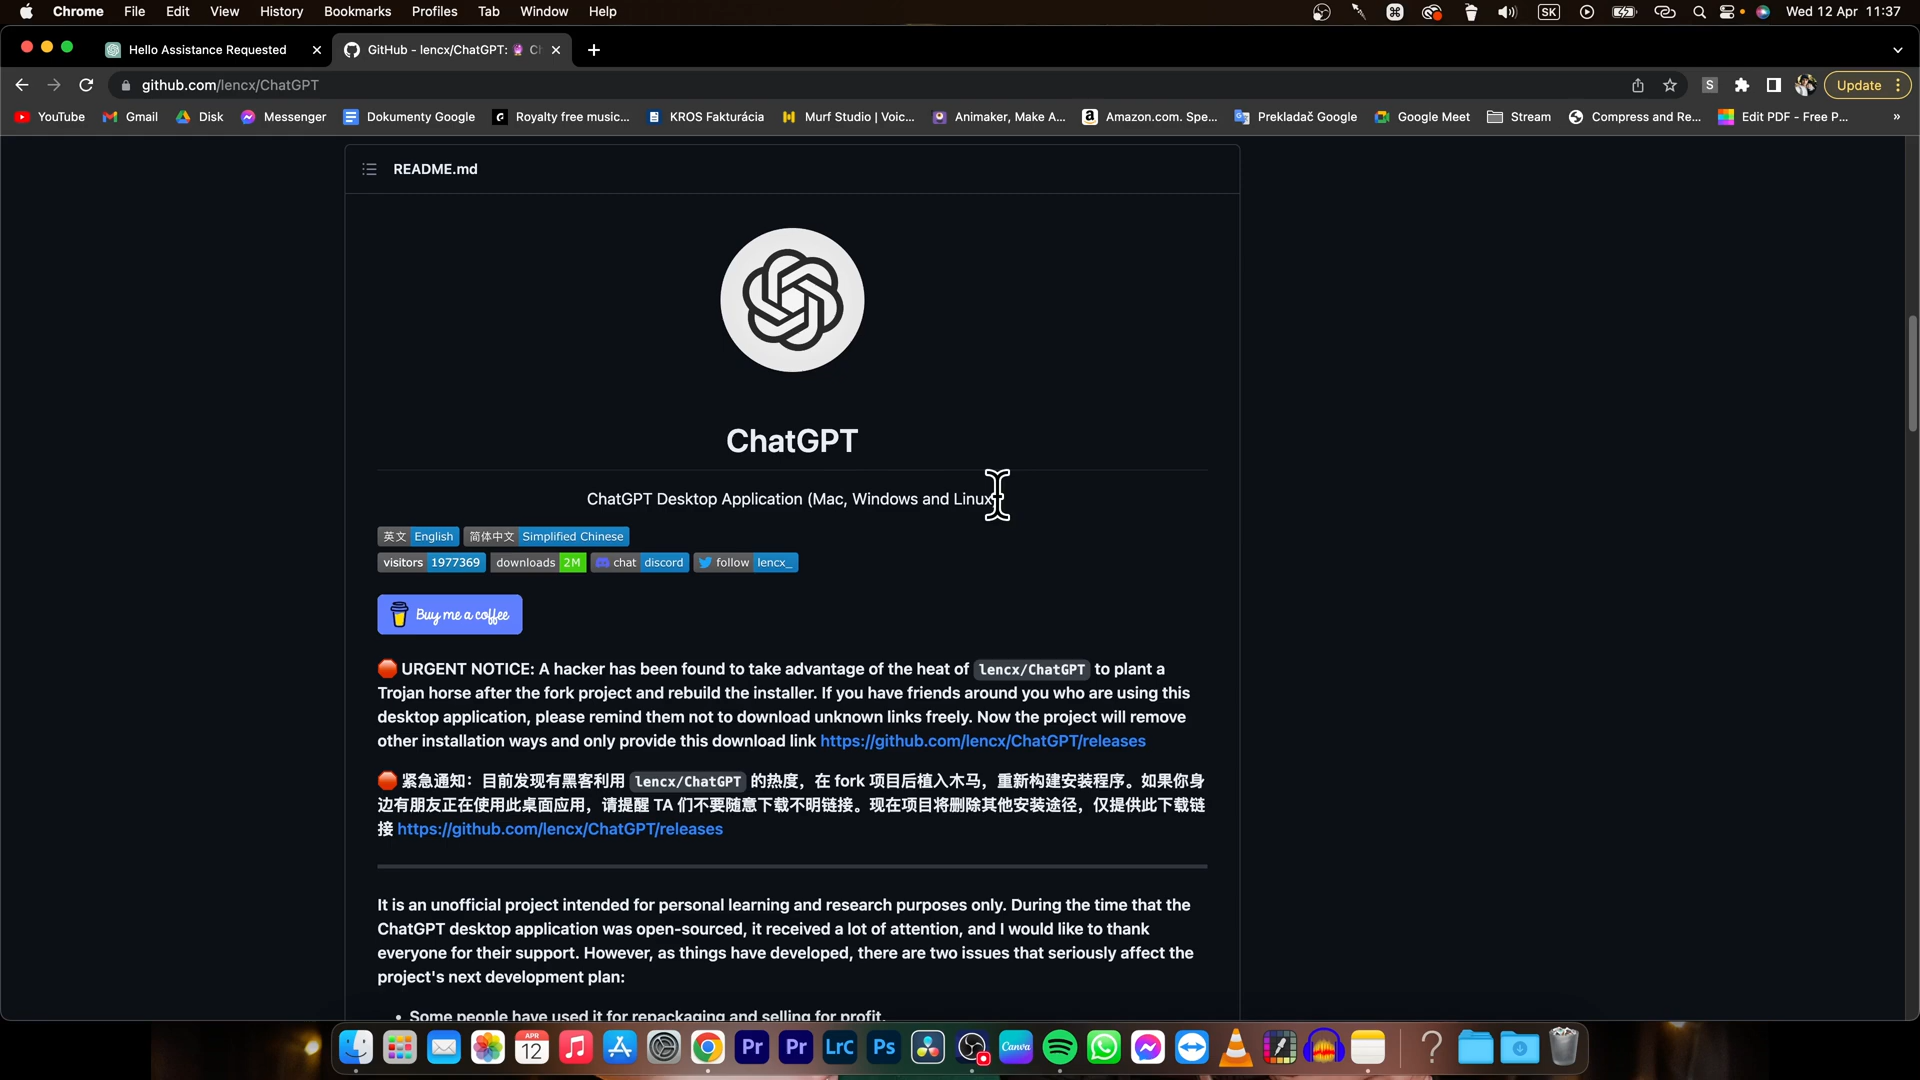 Chrome File Edit View History Bookmarks Profiles Tab Window Help SK Wed 12 Apr 11:37
Hello Assistance Requested GitHub - lencx/ChatGPT: 🔮 Ch
github.com/lencx/ChatGPT S Update
YouTube Gmail Disk Messenger Dokumenty Google Royalty free music... KROS Fakturácia Murf Studio | Voic... Animaker, Make A... Amazon.com. Spe... Prekladač Google Google Meet Stream Compress and Re... Edit PDF - Free P... »
README.md
ChatGPT
ChatGPT Desktop Application (Mac, Windows and Linux)
英文 English 简体中文 Simplified Chinese
visitors 1977369 downloads 2M chat discord follow lencx_
Buy me a coffee
🛑 URGENT NOTICE: A hacker has been found to take advantage of the heat of lencx/ChatGPT to plant a
Trojan horse after the fork project and rebuild the installer. If you have friends around you who are using this
desktop application, please remind them not to download unknown links freely. Now the project will remove
other installation ways and only provide this download link https://github.com/lencx/ChatGPT/releases
🛑 紧急通知：目前发现有黑客利用 lencx/ChatGPT 的热度，在 fork 项目后植入木马，重新构建安装程序。如果你身
边有朋友正在使用此桌面应用，请提醒 TA 们不要随意下载不明链接。现在项目将删除其他安装途径，仅提供此下载链
接 https://github.com/lencx/ChatGPT/releases
It is an unofficial project intended for personal learning and research purposes only. During the time that the
ChatGPT desktop application was open-sourced, it received a lot of attention, and I would like to thank
everyone for their support. However, as things have developed, there are two issues that seriously affect the
project's next development plan:
• Some people have used it for repackaging and selling for profit.
APR 12 Pr Pr LrC Ps Canva ?